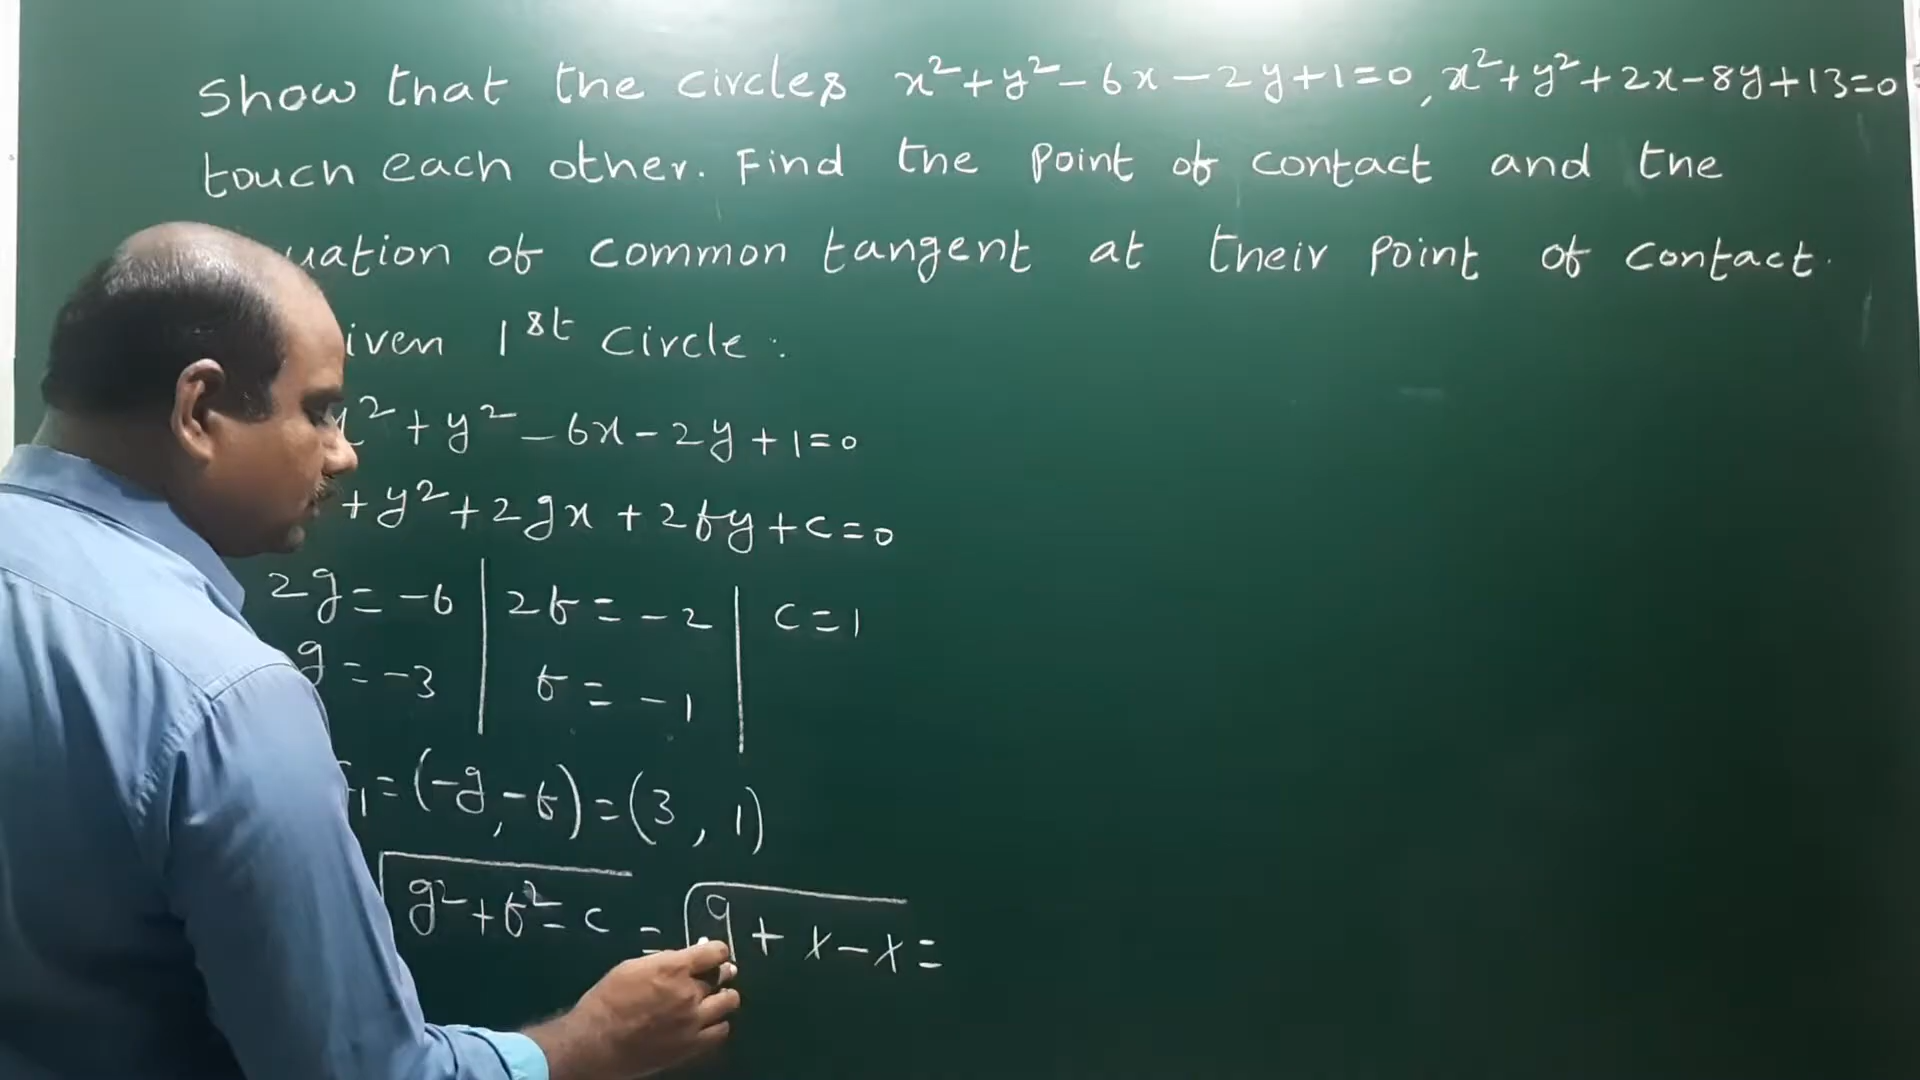 Show that the circles x²+y²-6x-2y+1=0, x²+y²+2x-8y+13=0
touch each other. Find the point of contact and the
of common tangent at their point of contact.
1st circle:
x²+y²-6x-2y+1=0
+y²+2gx+2fy+c=0
2g=-6 | 2f=-2 | c=1
g=-3 | f=-1
=(-g,-f)=(3, 1)
√g²+f²-c = √9+1-1=